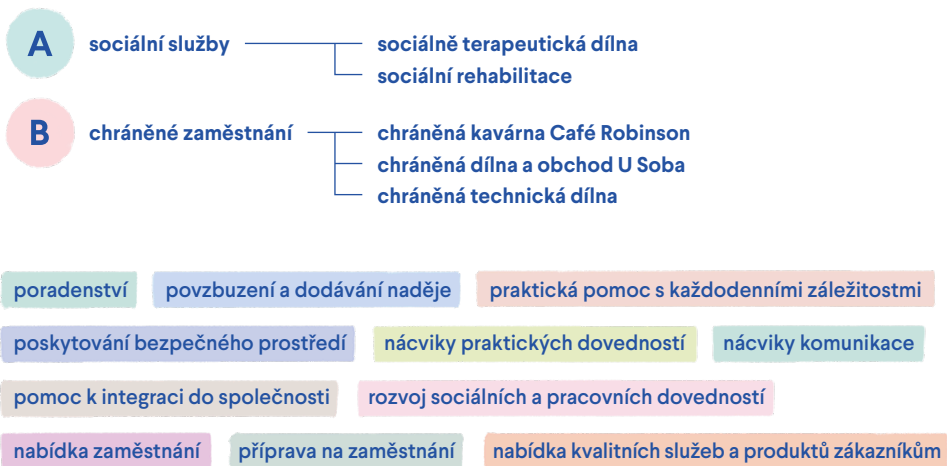 A sociální služby sociálně terapeutická dílna
sociální rehabilitace
B chráněné zaměstnání chráněná kavárna Café Robinson
chráněná dílna a obchod U Soba
chráněná technická dílna
poradenství povzbuzení a dodávání naděje praktická pomoc s každodenními záležitostmi
poskytování bezpečného prostředí nácviky praktických dovedností nácviky komunikace
pomoc k integraci do společnosti rozvoj sociálních a pracovních dovedností
nabídka zaměstnání příprava na zaměstnání nabídka kvalitních služeb a produktů zákazníkům